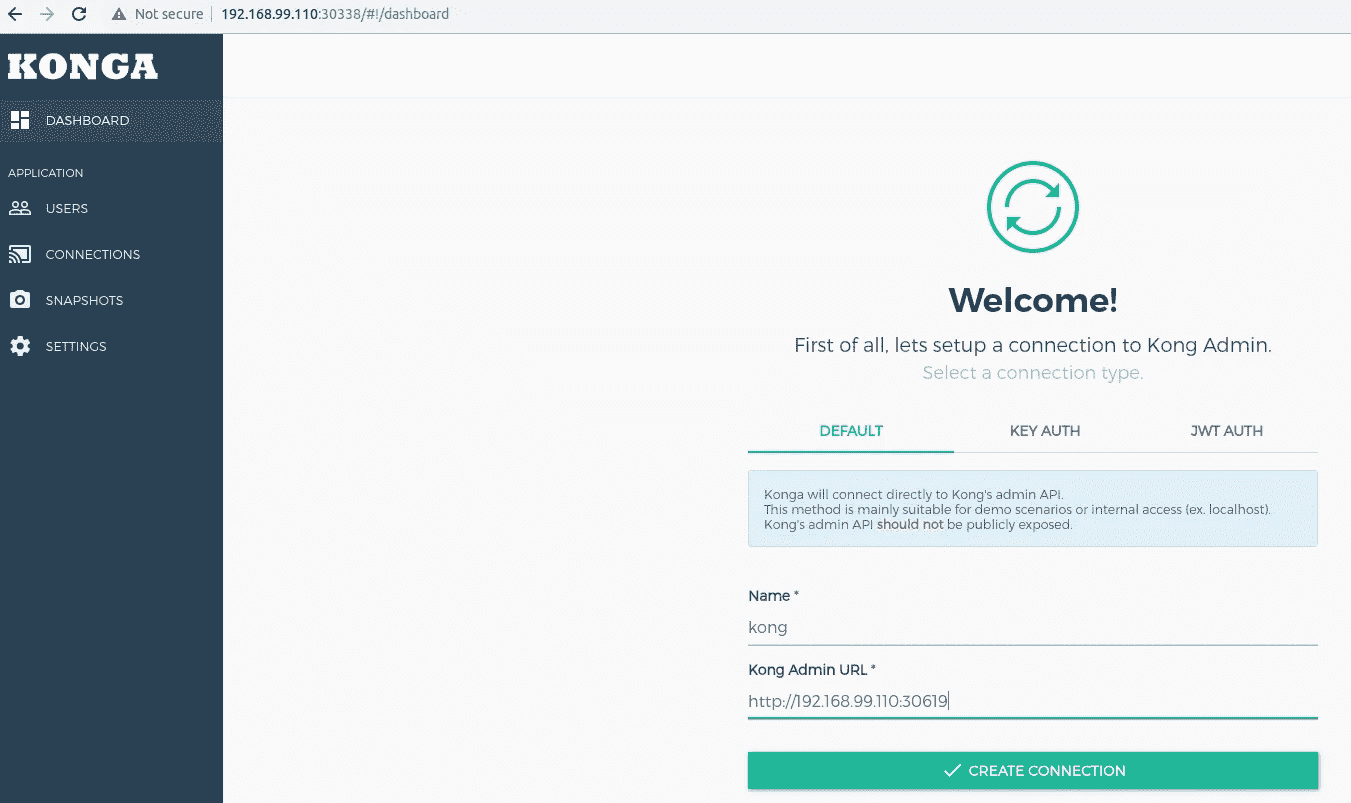 Not secure 192.168.99.110:30338/#!/dashboard
KONGA
DASHBOARD
APPLICATION
USERS
CONNECTIONS
SNAPSHOTS
SETTINGS
Welcome!
First of all, lets setup a connection to Kong Admin.
Select a connection type.
DEFAULT KEY AUTH JWT AUTH
Konga will connect directly to Kong's admin API.
This method is mainly suitable for demo scenarios or internal access (ex. localhost).
Kong's admin API should not be publicly exposed.
Name *
kong
Kong Admin URL *
http://192.168.99.110:30619
CREATE CONNECTION